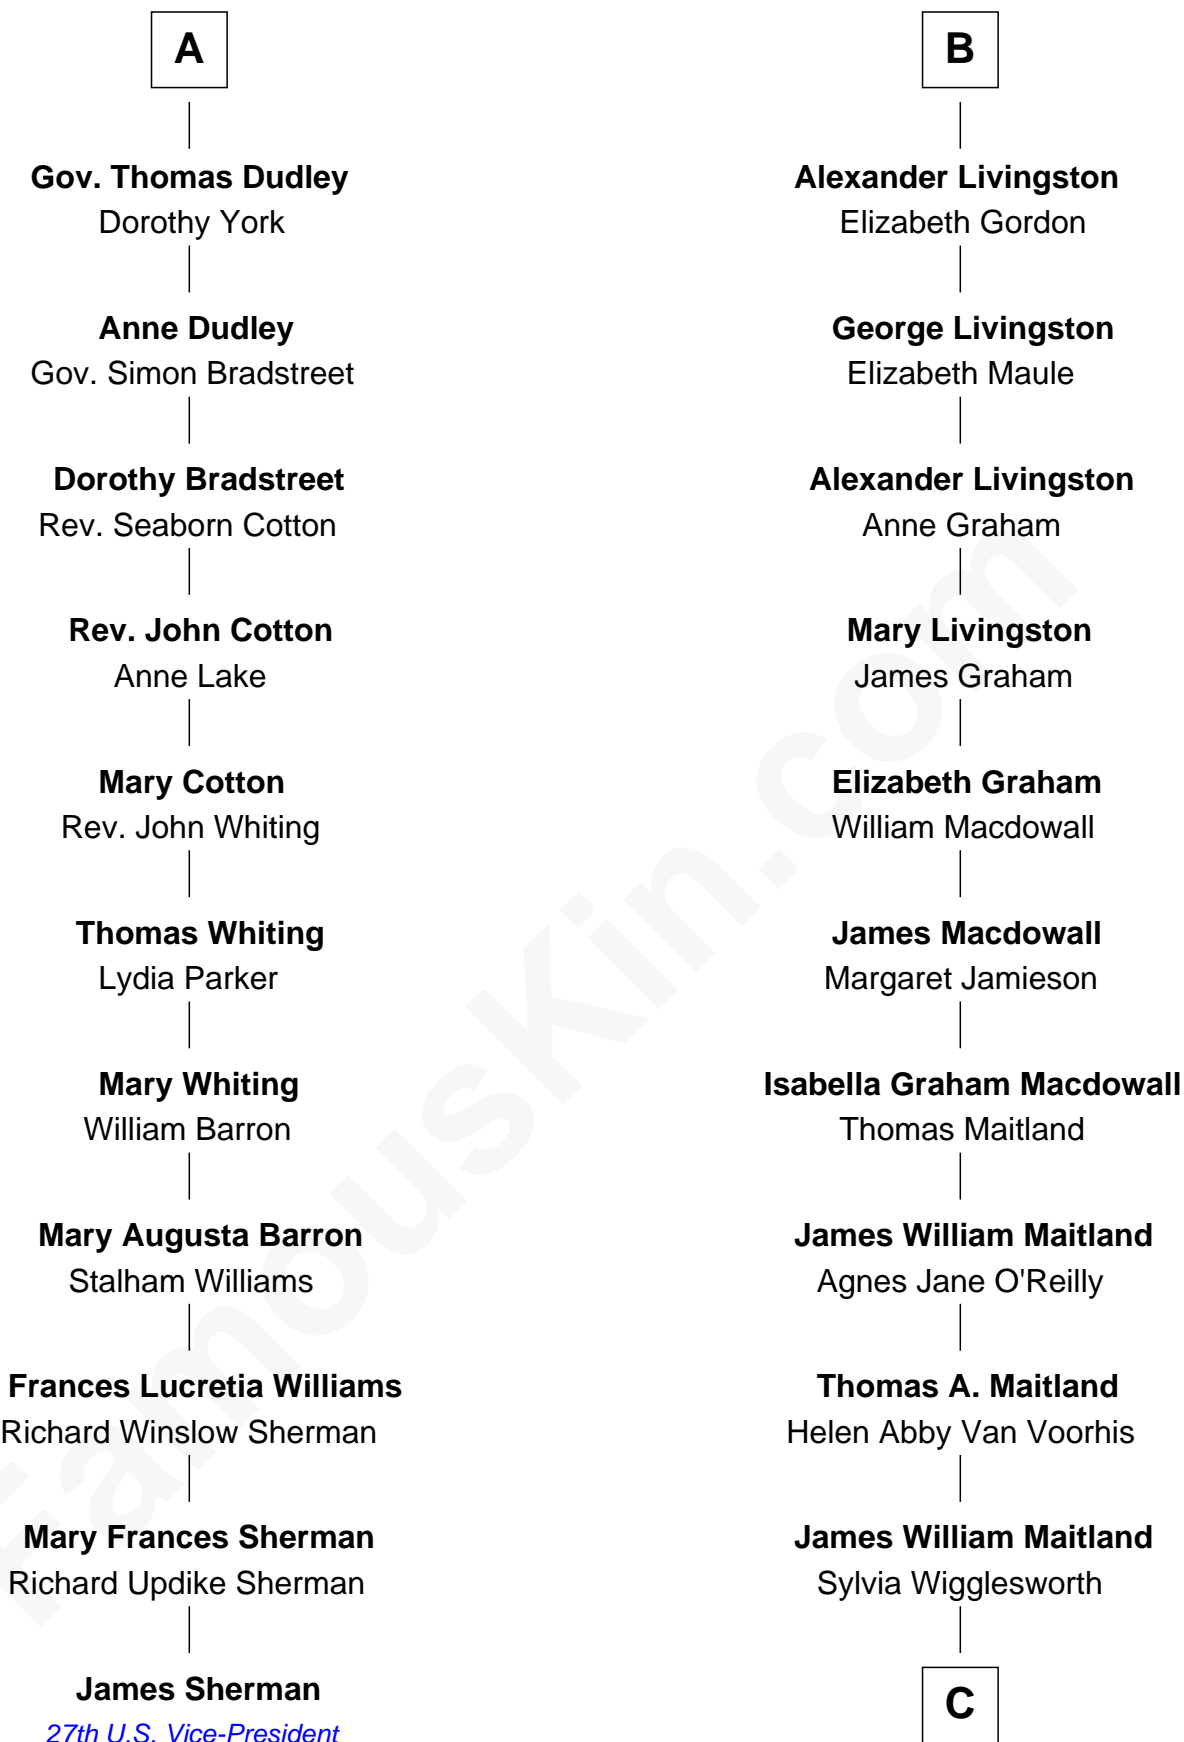 A
Gov. Thomas Dudley
Dorothy York
Anne Dudley
Gov. Simon Bradstreet
Dorothy Bradstreet
Rev. Seaborn Cotton
Rev. John Cotton
Anne Lake
Mary Cotton
Rev. John Whiting
Thomas Whiting
Lydia Parker
Mary Whiting
William Barron
Mary Augusta Barron
Stalham Williams
Frances Lucretia Williams
Richard Winslow Sherman
Mary Frances Sherman
Richard Updike Sherman
James Sherman
27th U.S. Vice-President
B
Alexander Livingston
Elizabeth Gordon
George Livingston
Elizabeth Maule
Alexander Livingston
Anne Graham
Mary Livingston
James Graham
Elizabeth Graham
William Macdowall
James Macdowall
Margaret Jamieson
Isabella Graham Macdowall
Thomas Maitland
James William Maitland
Agnes Jane O'Reilly
Thomas A. Maitland
Helen Abby Van Voorhis
James William Maitland
Sylvia Wigglesworth
C
FamousKin.com